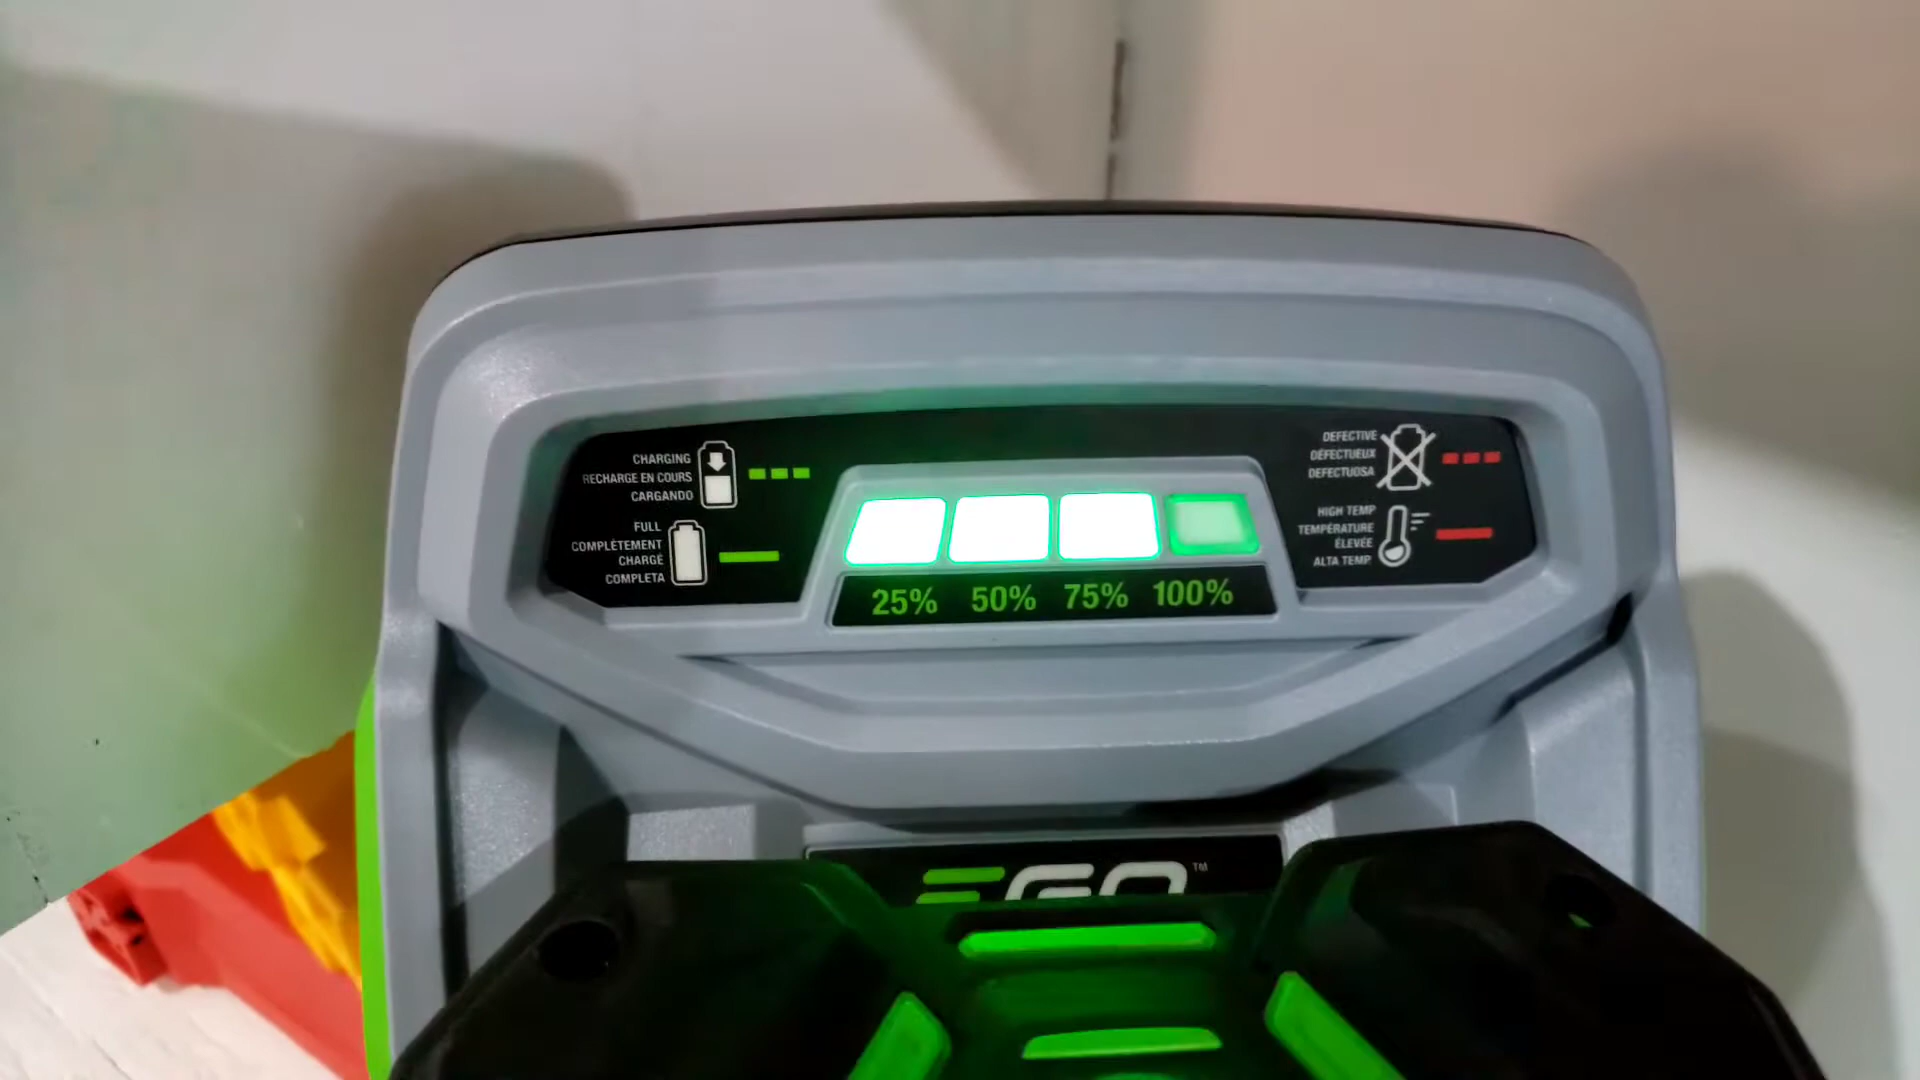 CHARGING
RECHARGE EN COURS
CARGANDO
FULL
COMPLÈTEMENT
CHARGÉ
COMPLETA
25% 50% 75% 100%
DEFECTIVE
DÉFECTUEUX
DEFECTUOSA
HIGH TEMP
TEMPÉRATURE
ÉLEVÉE
ALTA TEMP.
EGO™